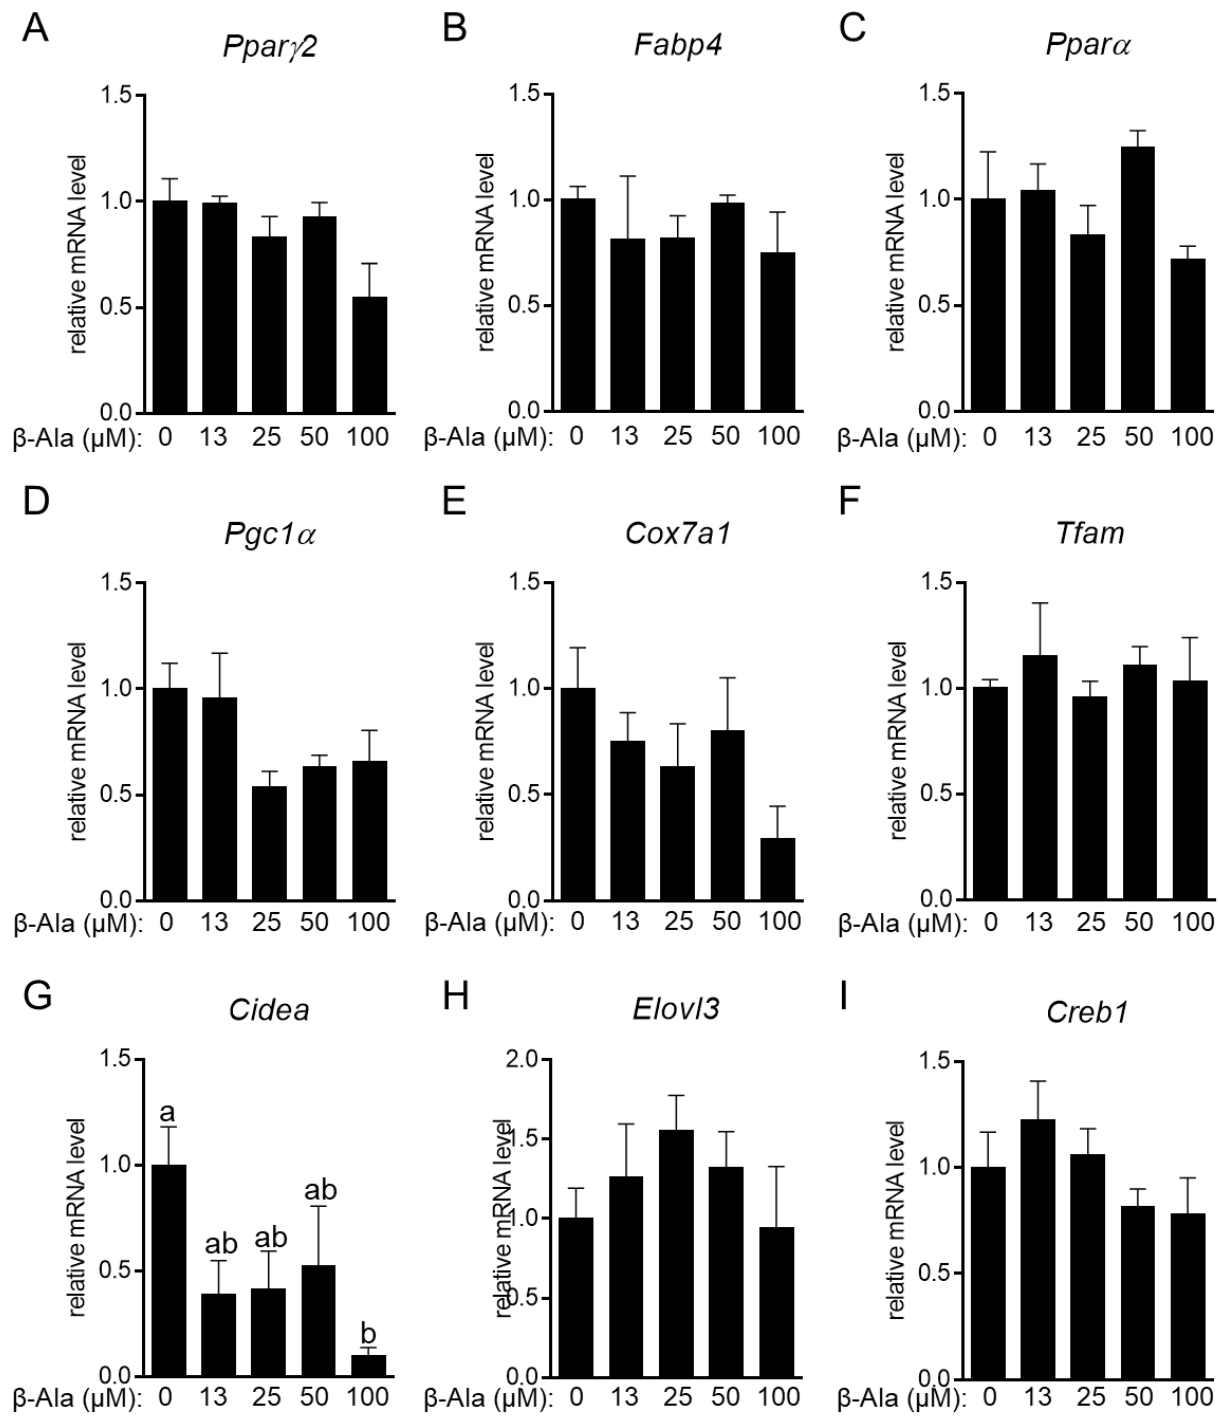 A
Pparγ2
1.5
1.0
0.5
0.0
relative mRNA level
β-Ala (µM): 0 13 25 50 100
B
Fabp4
1.5
1.0
0.5
0.0
relative mRNA level
β-Ala (µM): 0 13 25 50 100
C
Pparα
1.5
1.0
0.5
0.0
relative mRNA level
β-Ala (µM): 0 13 25 50 100
D
Pgc1α
1.5
1.0
0.5
0.0
relative mRNA level
β-Ala (µM): 0 13 25 50 100
E
Cox7a1
1.5
1.0
0.5
0.0
relative mRNA level
β-Ala (µM): 0 13 25 50 100
F
Tfam
1.5
1.0
0.5
0.0
relative mRNA level
β-Ala (µM): 0 13 25 50 100
G
Cidea
1.5
1.0
0.5
0.0
relative mRNA level
a
ab
ab
ab
b
β-Ala (µM): 0 13 25 50 100
H
Elovl3
2.0
1.5
1.0
0.5
0.0
relative mRNA level
β-Ala (µM): 0 13 25 50 100
I
Creb1
1.5
1.0
0.5
0.0
relative mRNA level
β-Ala (µM): 0 13 25 50 100